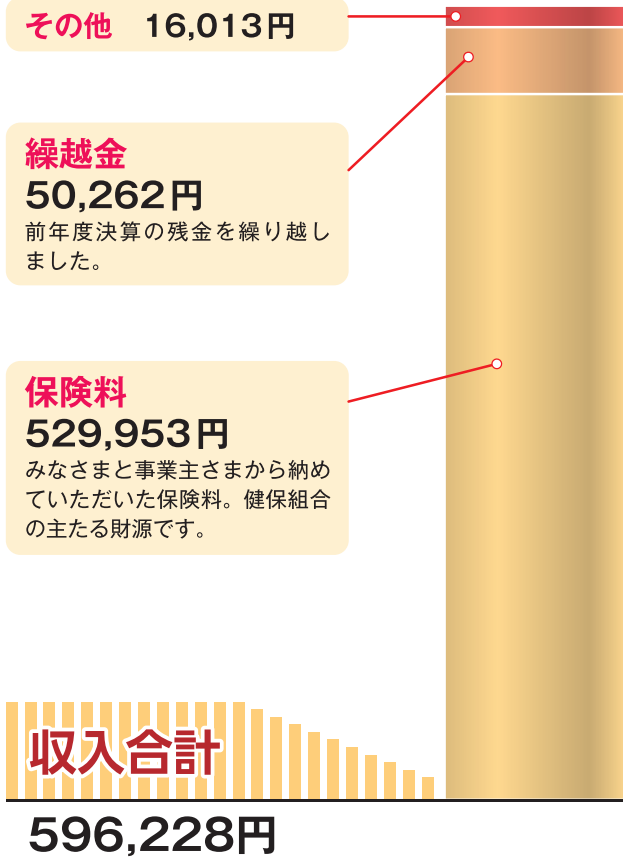 その他 16,013円
繰越金
50,262円
前年度決算の残金を繰り越し
ました。
保険料
529,953円
みなさまと事業主さまから納め
ていただいた保険料。健保組合
の主たる財源です。
収入合計
596,228円